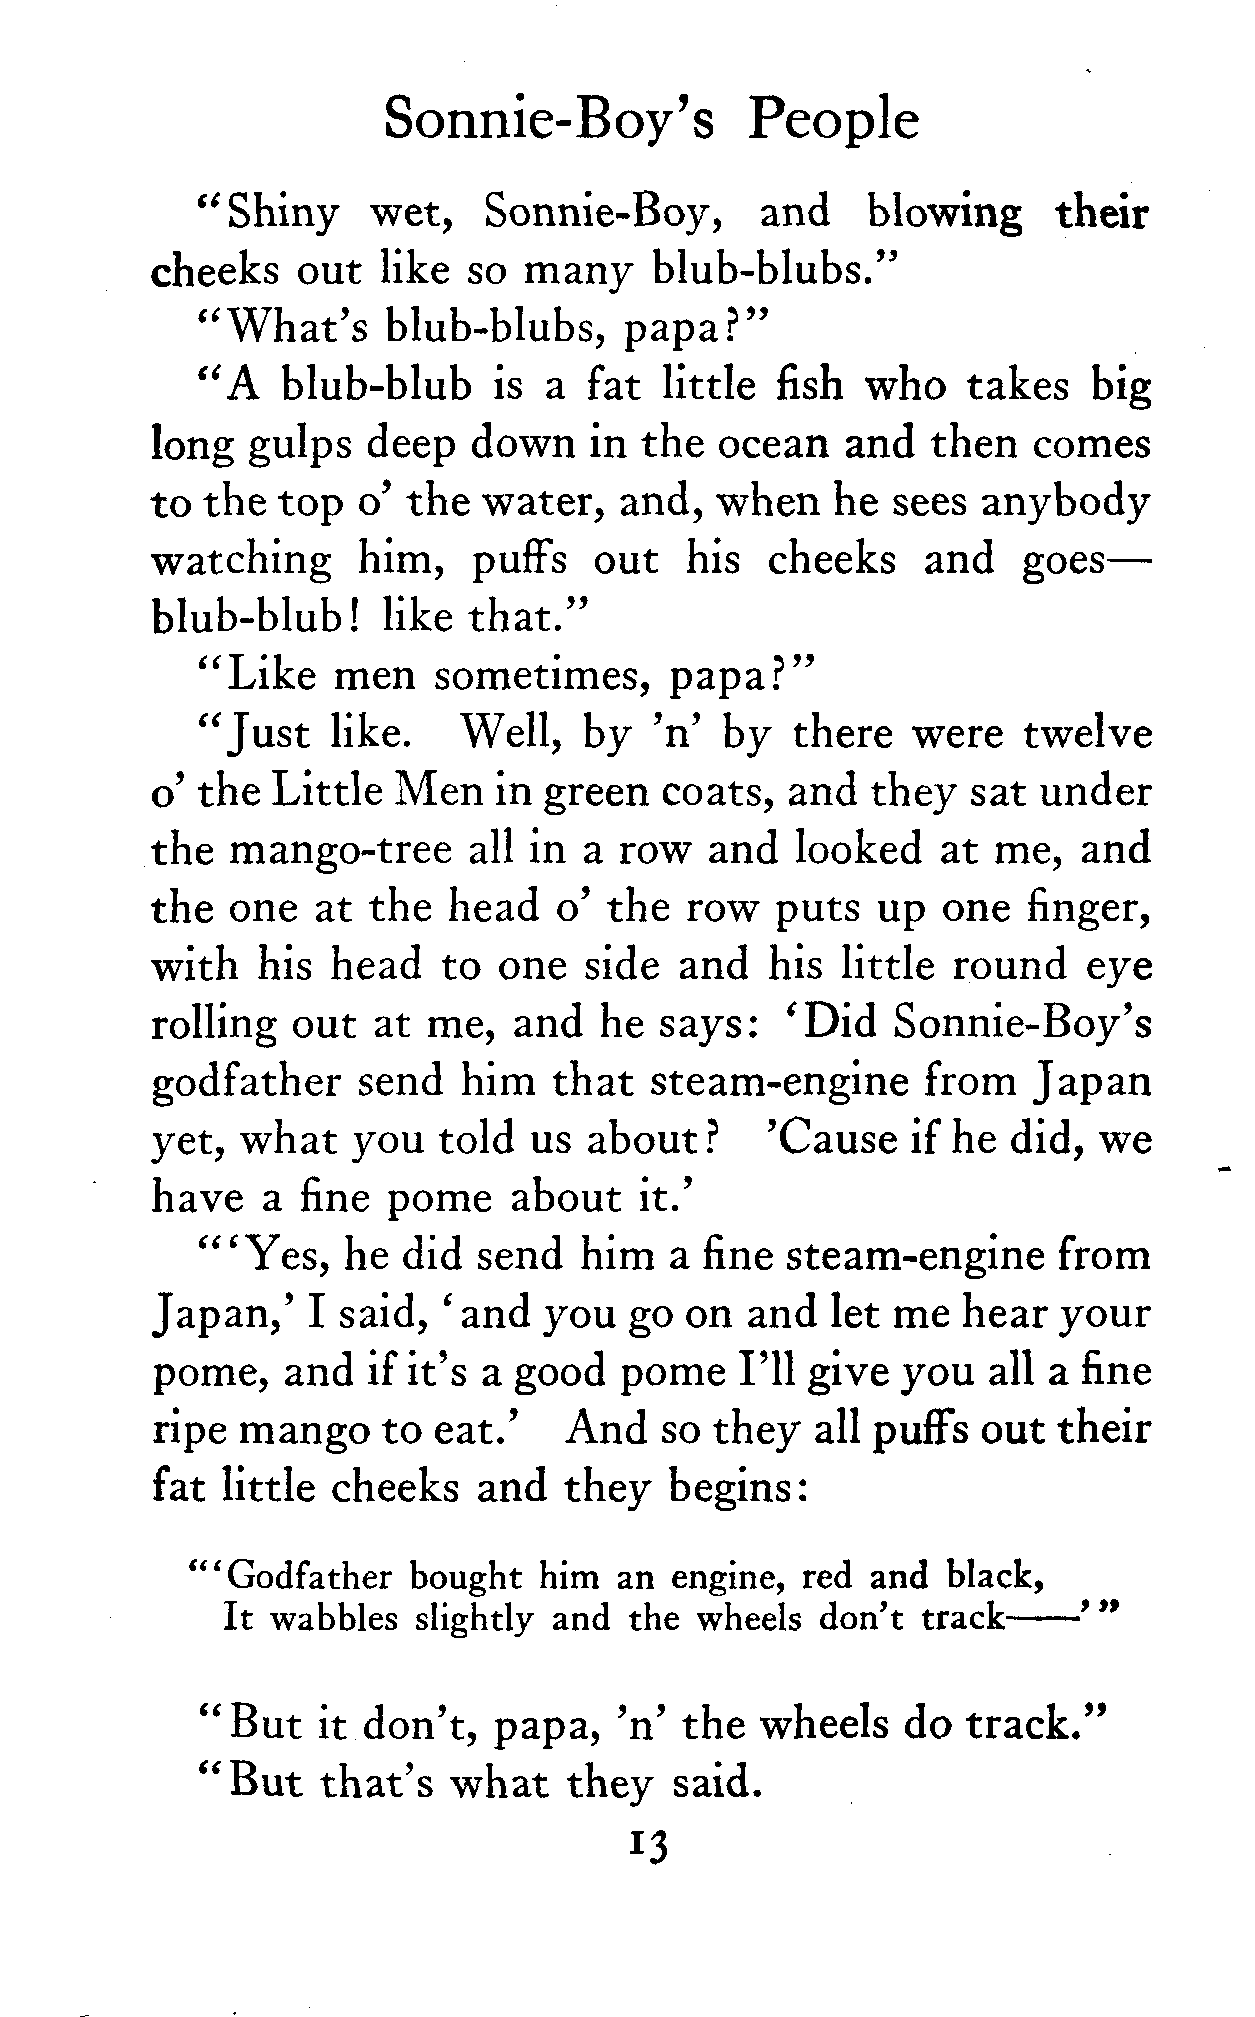 Sonnie-Boy's People
"Shiny wet, Sonnie-Boy, and blowing their
cheeks out like so many blub-blubs."
"What's blub-blubs, papa?"
"A blub-blub is a fat little fish who takes big
long gulps deep down in the ocean and then comes
to the top o' the water, and, when he sees anybody
watching him, puffs out his cheeks and goes—
blub-blub! like that."
"Like men sometimes, papa?"
"Just like. Well, by 'n' by there were twelve
o' the Little Men in green coats, and they sat under
the mango-tree all in a row and looked at me, and
the one at the head o' the row puts up one finger,
with his head to one side and his little round eye
rolling out at me, and he says: 'Did Sonnie-Boy's
godfather send him that steam-engine from Japan
yet, what you told us about? 'Cause if he did, we
have a fine pome about it.'
"'Yes, he did send him a fine steam-engine from
Japan,' I said, 'and you go on and let me hear your
pome, and if it's a good pome I'll give you all a fine
ripe mango to eat.' And so they all puffs out their
fat little cheeks and they begins:
"'Godfather bought him an engine, red and black,
It wabbles slightly and the wheels don't track——'"
"But it don't, papa, 'n' the wheels do track."
"But that's what they said.
13